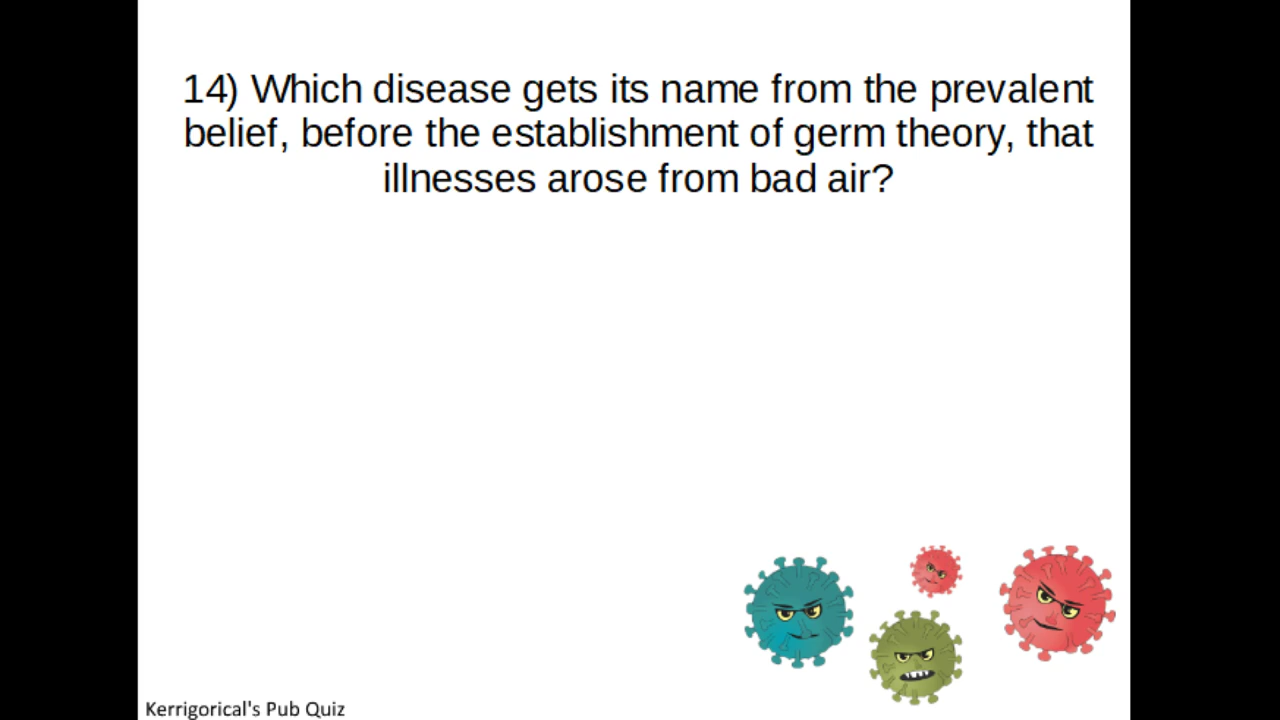 14) Which disease gets its name from the prevalent
belief, before the establishment of germ theory, that
illnesses arose from bad air?
Kerrigorical's Pub Quiz